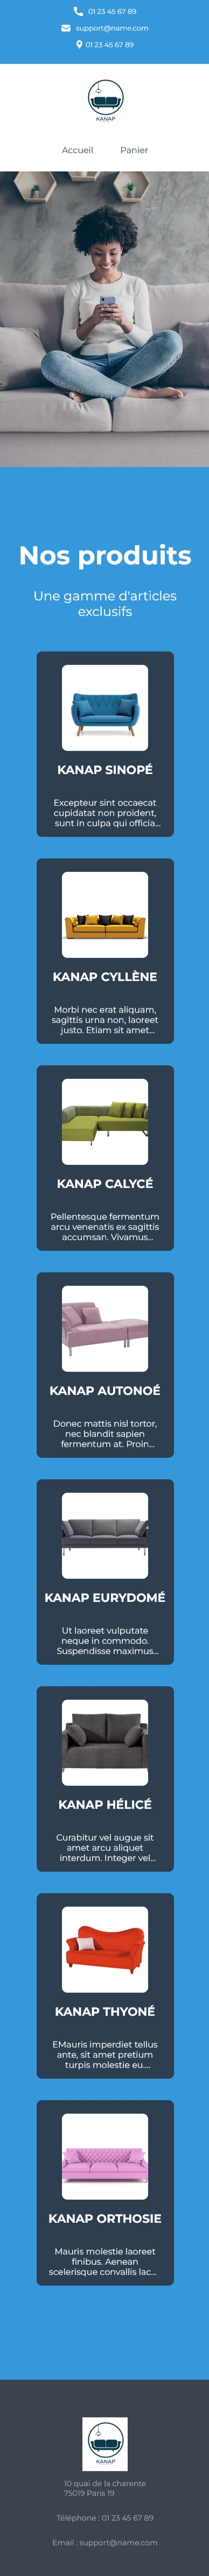 01 23 45 67 89
support@name.com
01 23 45 67 89
KANAP
Accueil Panier
Nos produits
Une gamme d'articles
exclusifs
KANAP SINOPÉ
Excepteur sint occaecat
cupidatat non proident,
sunt in culpa qui officia...
KANAP CYLLÈNE
Morbi nec erat aliquam,
sagittis urna non, laoreet
justo. Etiam sit amet...
KANAP CALYCÉ
Pellentesque fermentum
arcu venenatis ex sagittis
accumsan. Vivamus...
KANAP AUTONOÉ
Donec mattis nisl tortor,
nec blandit sapien
fermentum at. Proin...
KANAP EURYDOMÉ
Ut laoreet vulputate
neque in commodo.
Suspendisse maximus...
KANAP HÉLICÉ
Curabitur vel augue sit
amet arcu aliquet
interdum. Integer vel...
KANAP THYONÉ
EMauris imperdiet tellus
ante, sit amet pretium
turpis molestie eu....
KANAP ORTHOSIE
Mauris molestie laoreet
finibus. Aenean
scelerisque convallis lac...
KANAP
10 quai de la charente
75019 Paris 19
Téléphone : 01 23 45 67 89
Email : support@name.com